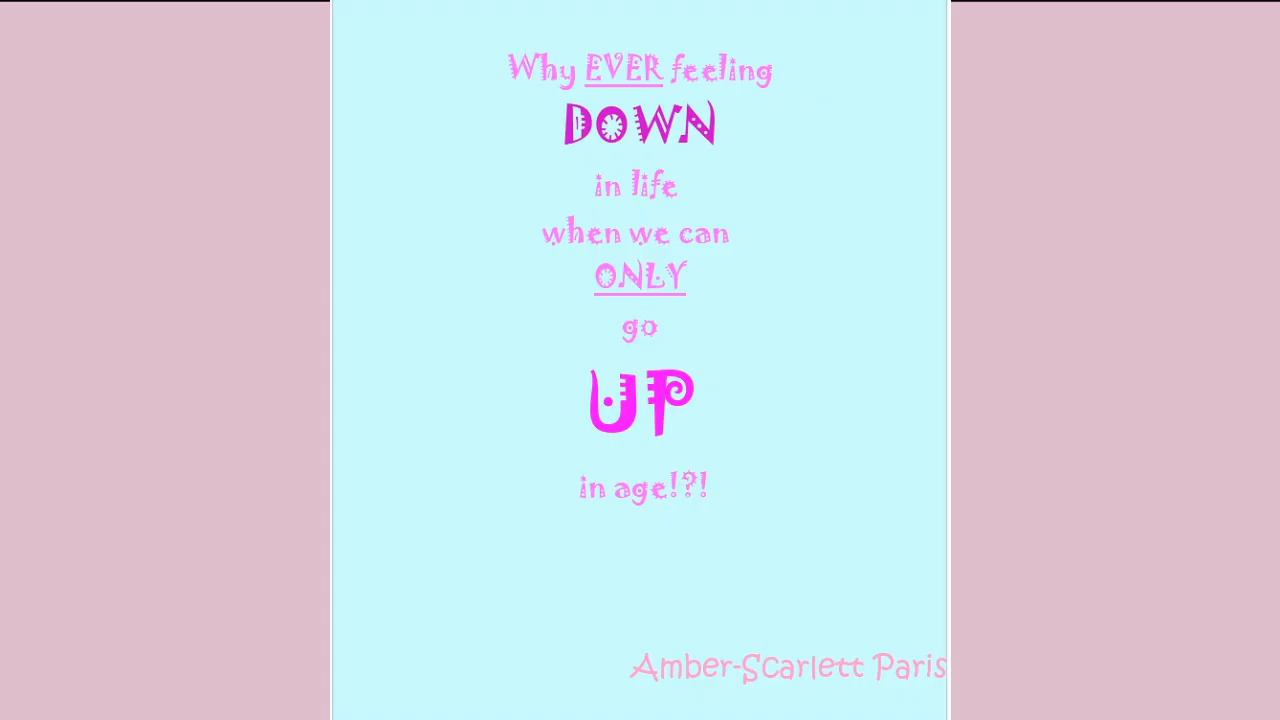 Why EVER feeling
DOWN
in life
when we can
ONLY
go
UP
in age!?!
Amber-Scarlett Paris